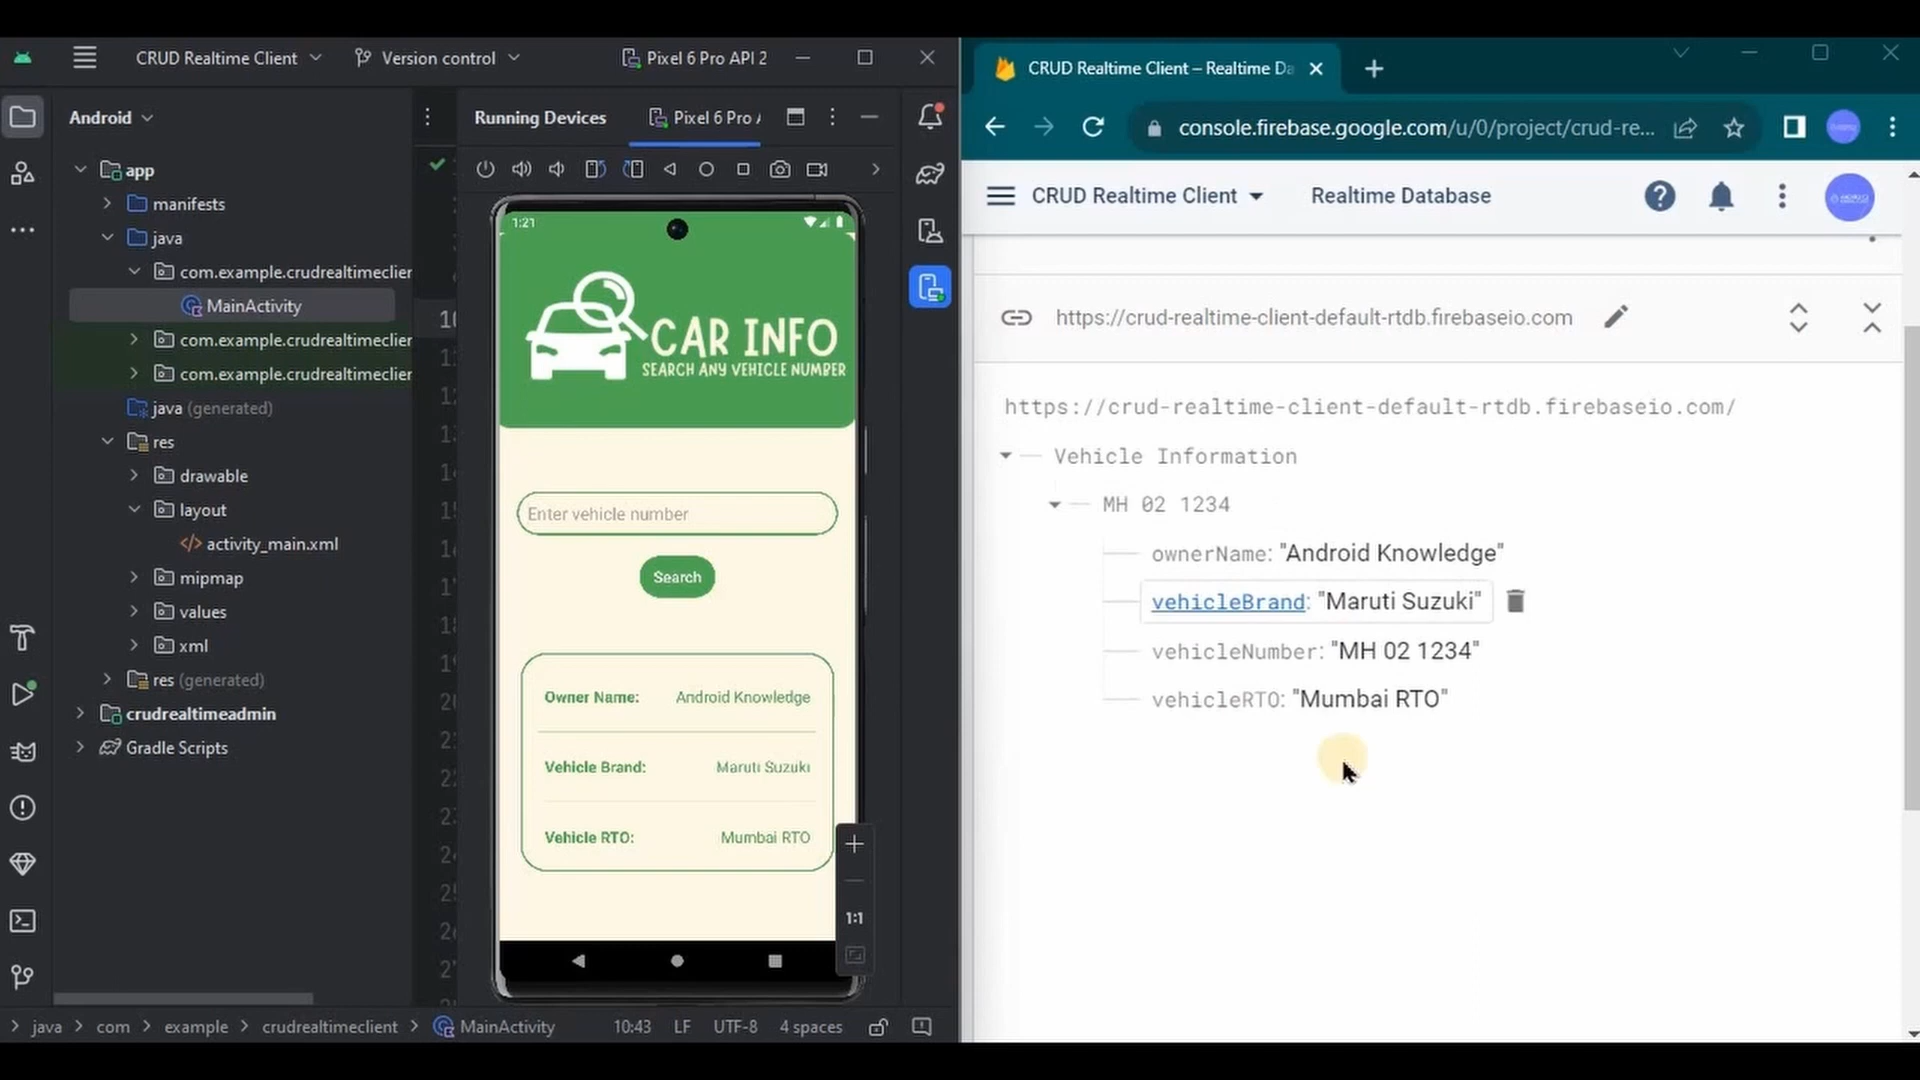 CRUD Realtime Client
Version control
Pixel 6 Pro API 2
Android
Running Devices
Pixel 6 Pro
app
manifests
java
com.example.crudrealtimeclier
MainActivity
com.example.crudrealtimeclier
com.example.crudrealtimeclier
java (generated)
res
drawable
layout
</> activity_main.xml
mipmap
values
xml
res (generated)
crudrealtimeadmin
Gradle Scripts
1:21
CAR INFO
SEARCH ANY VEHICLE NUMBER
Enter vehicle number
Search
Owner Name: Android Knowledge
Vehicle Brand: Maruti Suzuki
Vehicle RTO: Mumbai RTO
1:1
java > com > example > crudrealtimeclient > MainActivity
10:43 LF UTF-8 4 spaces
CRUD Realtime Client – Realtime Da
console.firebase.google.com/u/0/project/crud-re...
CRUD Realtime Client
Realtime Database
https://crud-realtime-client-default-rtdb.firebaseio.com
https://crud-realtime-client-default-rtdb.firebaseio.com/
Vehicle Information
MH 02 1234
ownerName: "Android Knowledge"
vehicleBrand: "Maruti Suzuki"
vehicleNumber: "MH 02 1234"
vehicleRTO: "Mumbai RTO"